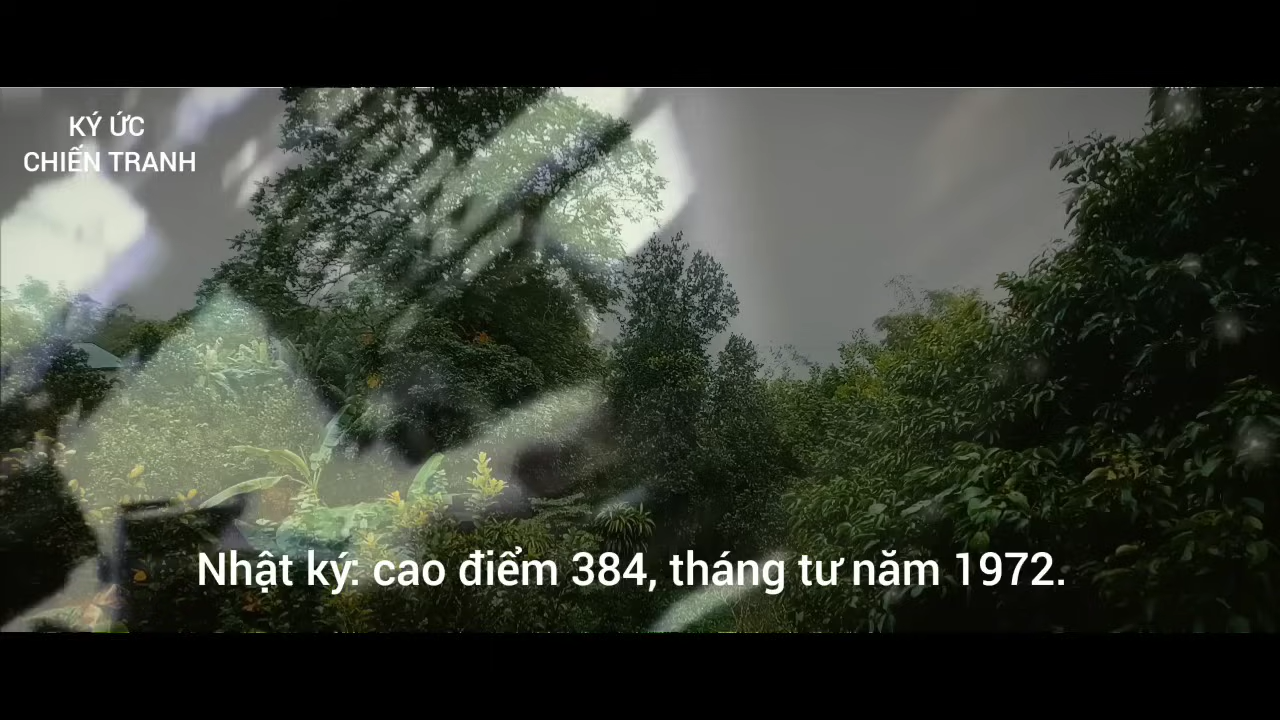 KÝ ỨC
CHIẾN TRANH
Nhật ký: cao điểm 384, tháng tư năm 1972.